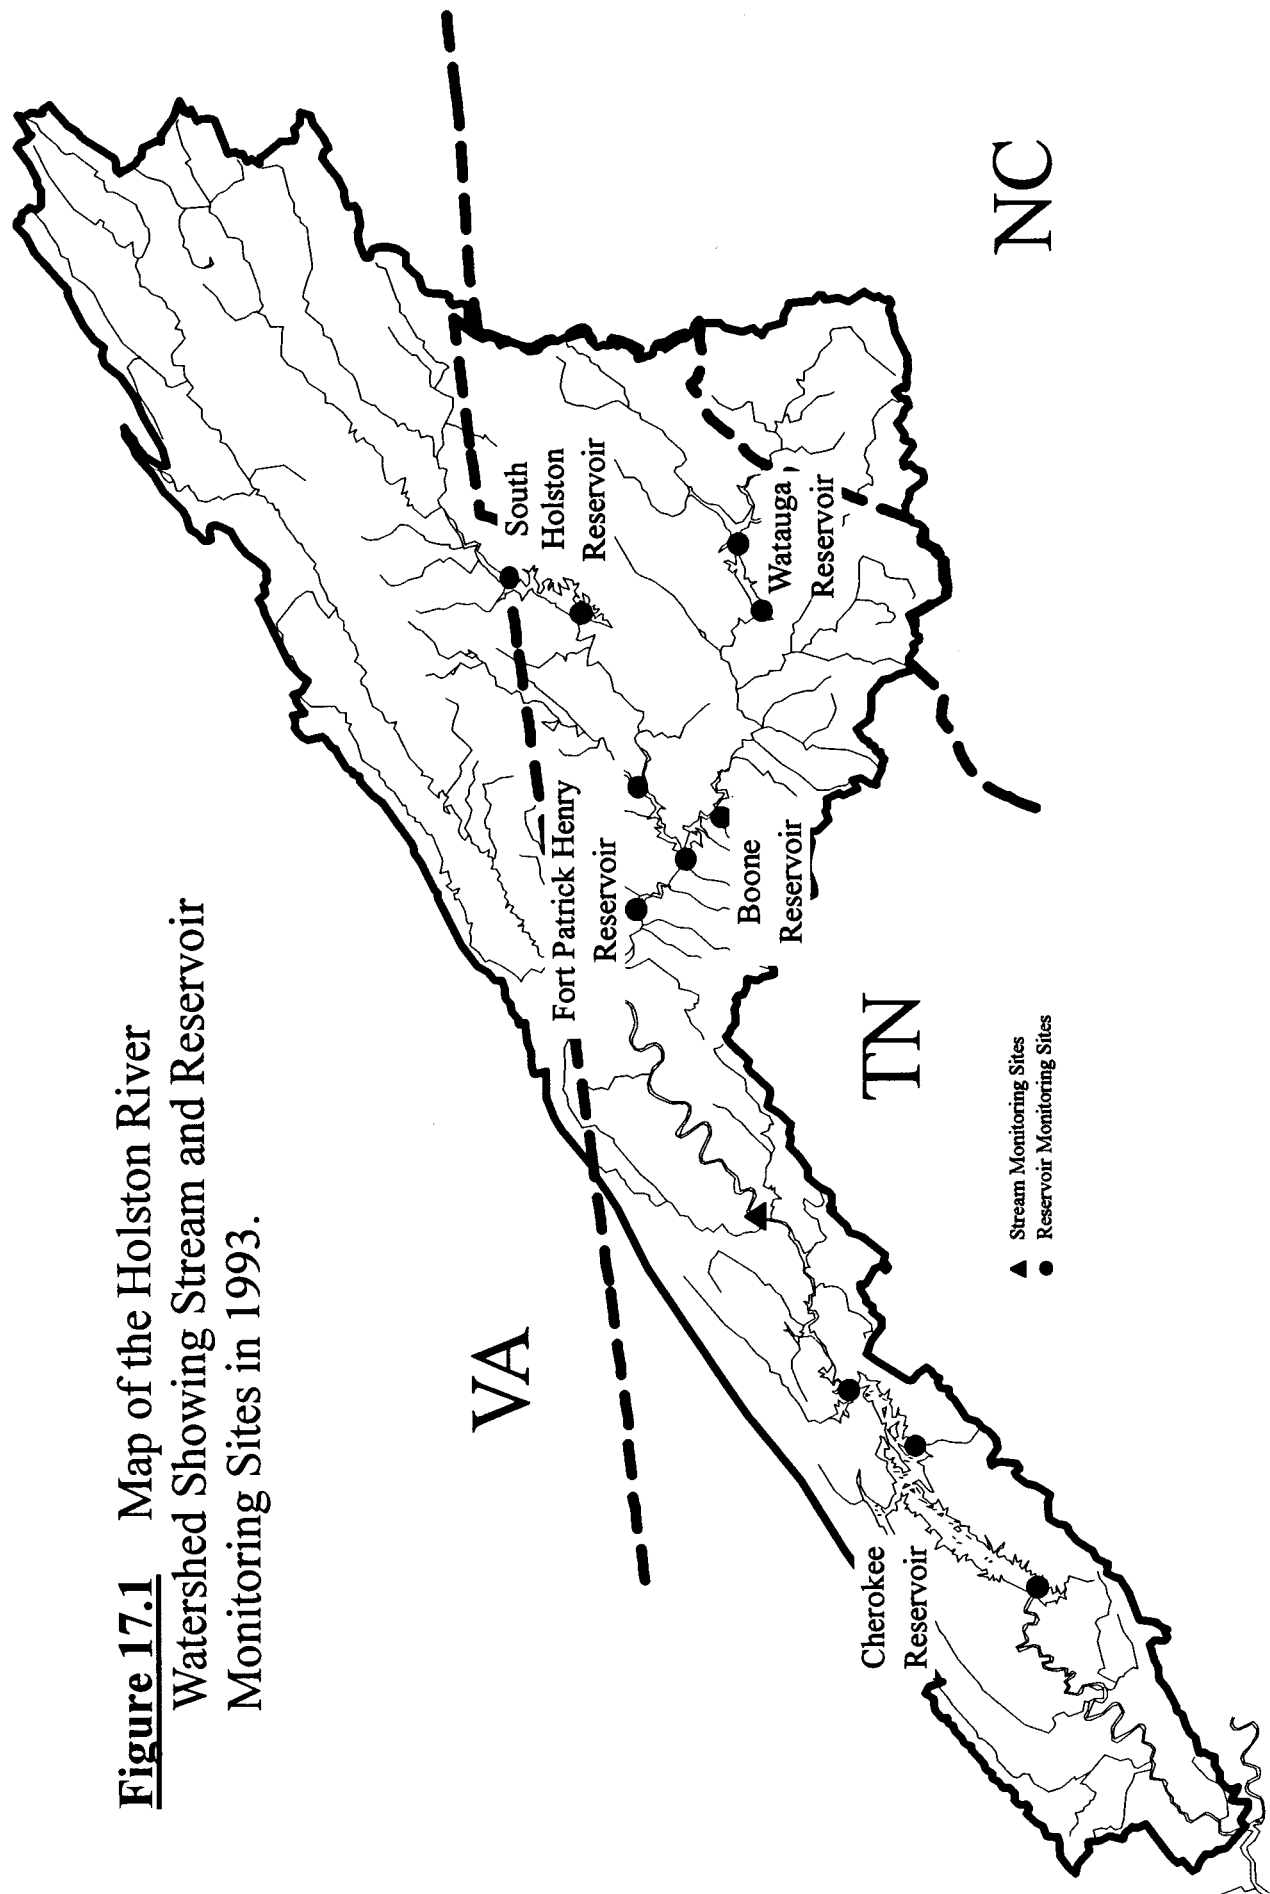 Figure 17.1 Map of the Holston River
Watershed Showing Stream and Reservoir
Monitoring Sites in 1993.
VA
NC
TN
South
Holston
Reservoir
Watauga
Reservoir
Fort Patrick Henry
Reservoir
Boone
Reservoir
Cherokee
Reservoir
▲ Stream Monitoring Sites
● Reservoir Monitoring Sites